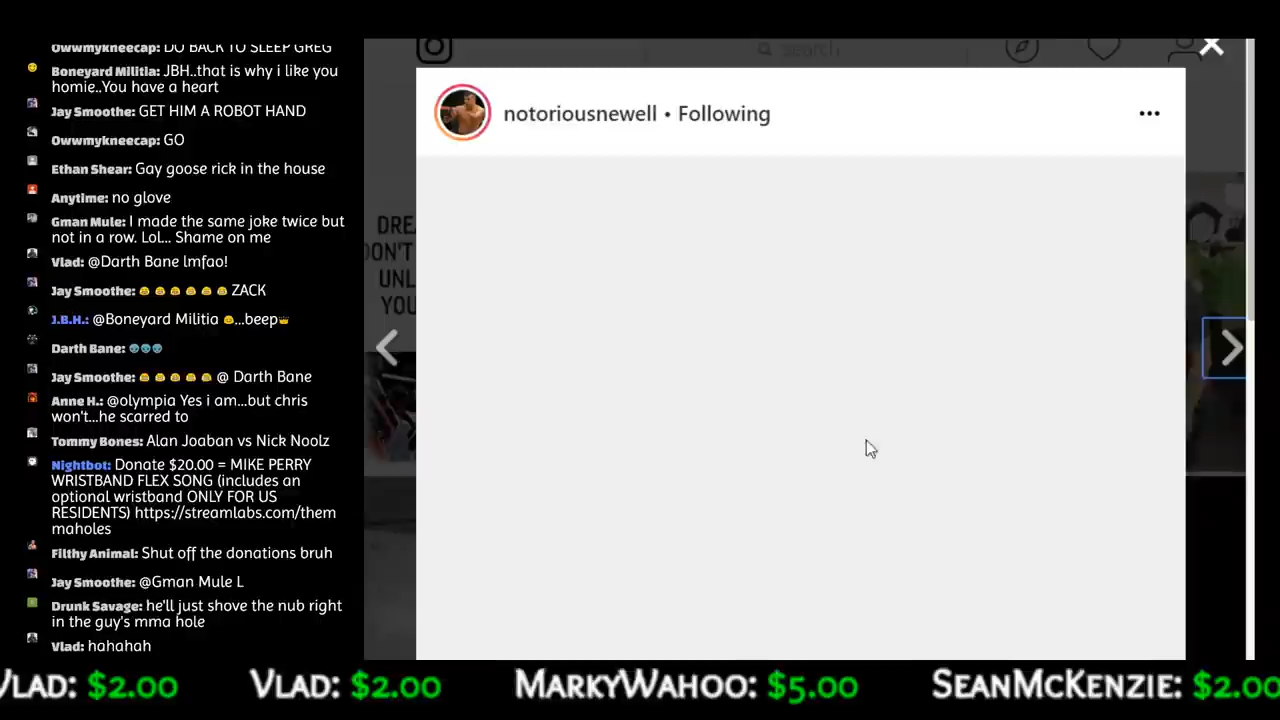 Owwmykneecap: DO BACK TO SLEEP GREG
Boneyard Militia: JBH..that is why i like you
homie..You have a heart
Jay Smoothe: GET HIM A ROBOT HAND
Owwmykneecap: GO
Ethan Shear: Gay goose rick in the house
Anytime: no glove
Gman Mule: I made the same joke twice but
not in a row. Lol... Shame on me
Vlad: @Darth Bane lmfao!
Jay Smoothe: ZACK
J.B.H.: @Boneyard Militia ...beep
Darth Bane:
Jay Smoothe: @ Darth Bane
Anne H.: @olympia Yes i am...but chris
won't...he scarred to
Tommy Bones: Alan Joaban vs Nick Noolz
Nightbot: Donate $20.00 = MIKE PERRY
WRISTBAND FLEX SONG (includes an
optional wristband ONLY FOR US
RESIDENTS) https://streamlabs.com/them
maholes
Filthy Animal: Shut off the donations bruh
Jay Smoothe: @Gman Mule L
Drunk Savage: he'll just shove the nub right
in the guy's mma hole
Vlad: hahahah
search
notoriousnewell • Following
DREA
DON'T
UNL
YOU
VLAD: $2.00 VLAD: $2.00 MARKYWAHOO: $5.00 SEANMCKENZIE: $2.00